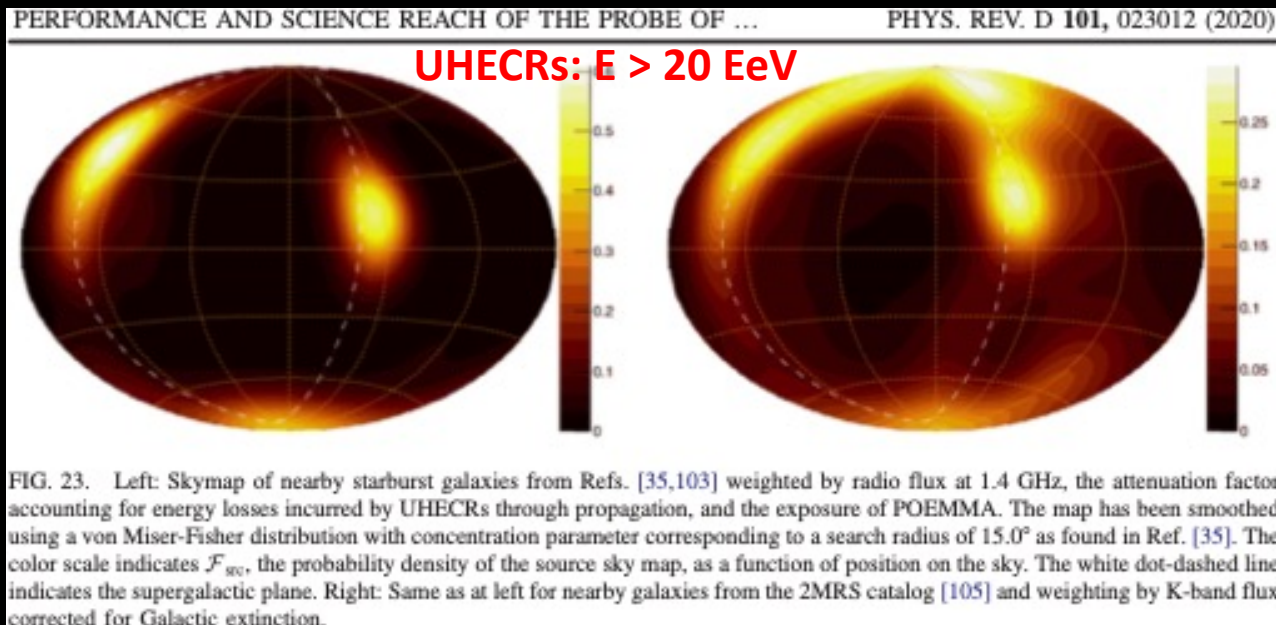 PERFORMANCE AND SCIENCE REACH OF THE PROBE OF … PHYS. REV. D 101, 023012 (2020)
UHECRs: E > 20 EeV
0.5
0.4
0.3
0.2
0.1
0
0.25
0.2
0.15
0.1
0.05
0
FIG. 23. Left: Skymap of nearby starburst galaxies from Refs. [35,103] weighted by radio flux at 1.4 GHz, the attenuation factor
accounting for energy losses incurred by UHECRs through propagation, and the exposure of POEMMA. The map has been smoothed
using a von Miser-Fisher distribution with concentration parameter corresponding to a search radius of 15.0° as found in Ref. [35]. The
color scale indicates ℱsrc, the probability density of the source sky map, as a function of position on the sky. The white dot-dashed line
indicates the supergalactic plane. Right: Same as at left for nearby galaxies from the 2MRS catalog [105] and weighting by K-band flux
corrected for Galactic extinction.